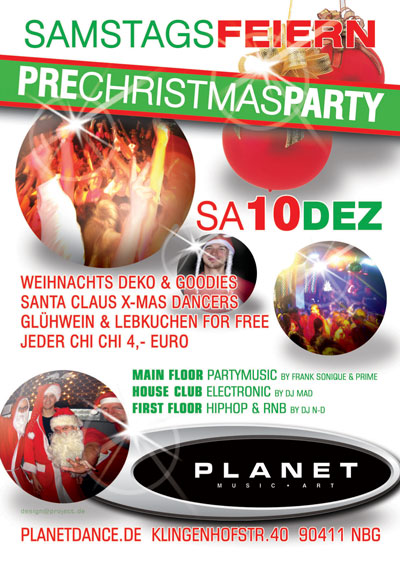 SAMSTAGSFEIERN
PRECHRISTMASPARTY
SA10DEZ
WEIHNACHTS DEKO & GOODIES
SANTA CLAUS X-MAS DANCERS
GLÜHWEIN & LEBKUCHEN FOR FREE
JEDER CHI CHI 4,- EURO
MAIN FLOOR PARTYMUSIC BY FRANK SONIQUE & PRIME
HOUSE CLUB ELECTRONIC BY DJ MAD
FIRST FLOOR HIPHOP & RNB BY DJ N-D
PLANET
MUSIC • ART
design@project.de
PLANETDANCE.DE KLINGENHOFSTR.40 90411 NBG